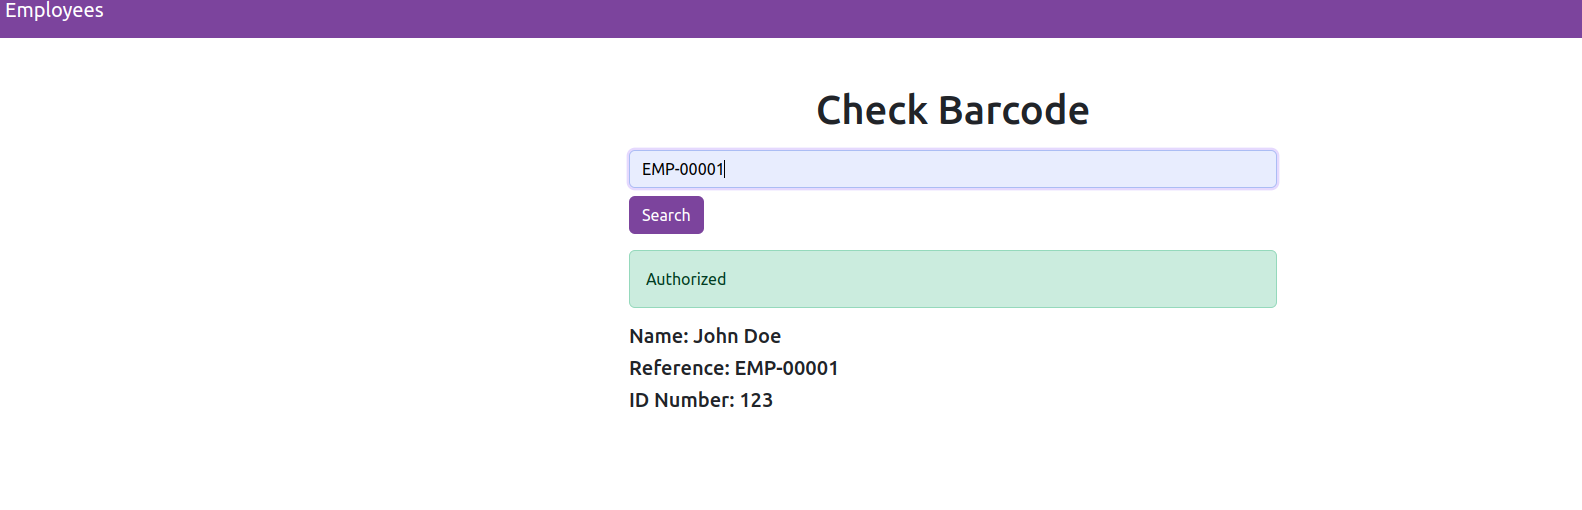 Employees
Check Barcode
EMP-00001
Search
Authorized
Name: John Doe
Reference: EMP-00001
ID Number: 123